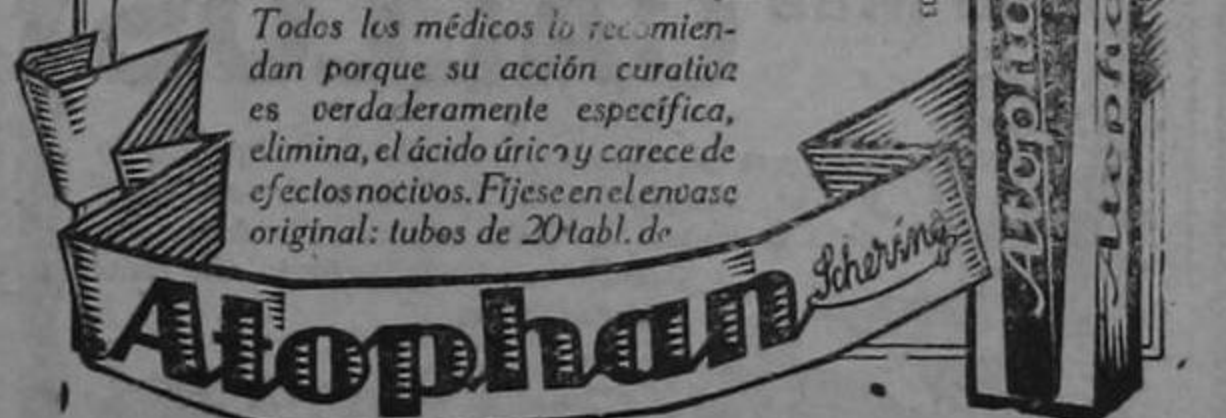 Todos los médicos lo recomien-
dan porque su acción curativa
es verdaderamente específica,
elimina, el ácido úrico y carece de
efectos nocivos. Fíjese en el envase
original: tubos de 20 tabl. de
Atophan
Schering